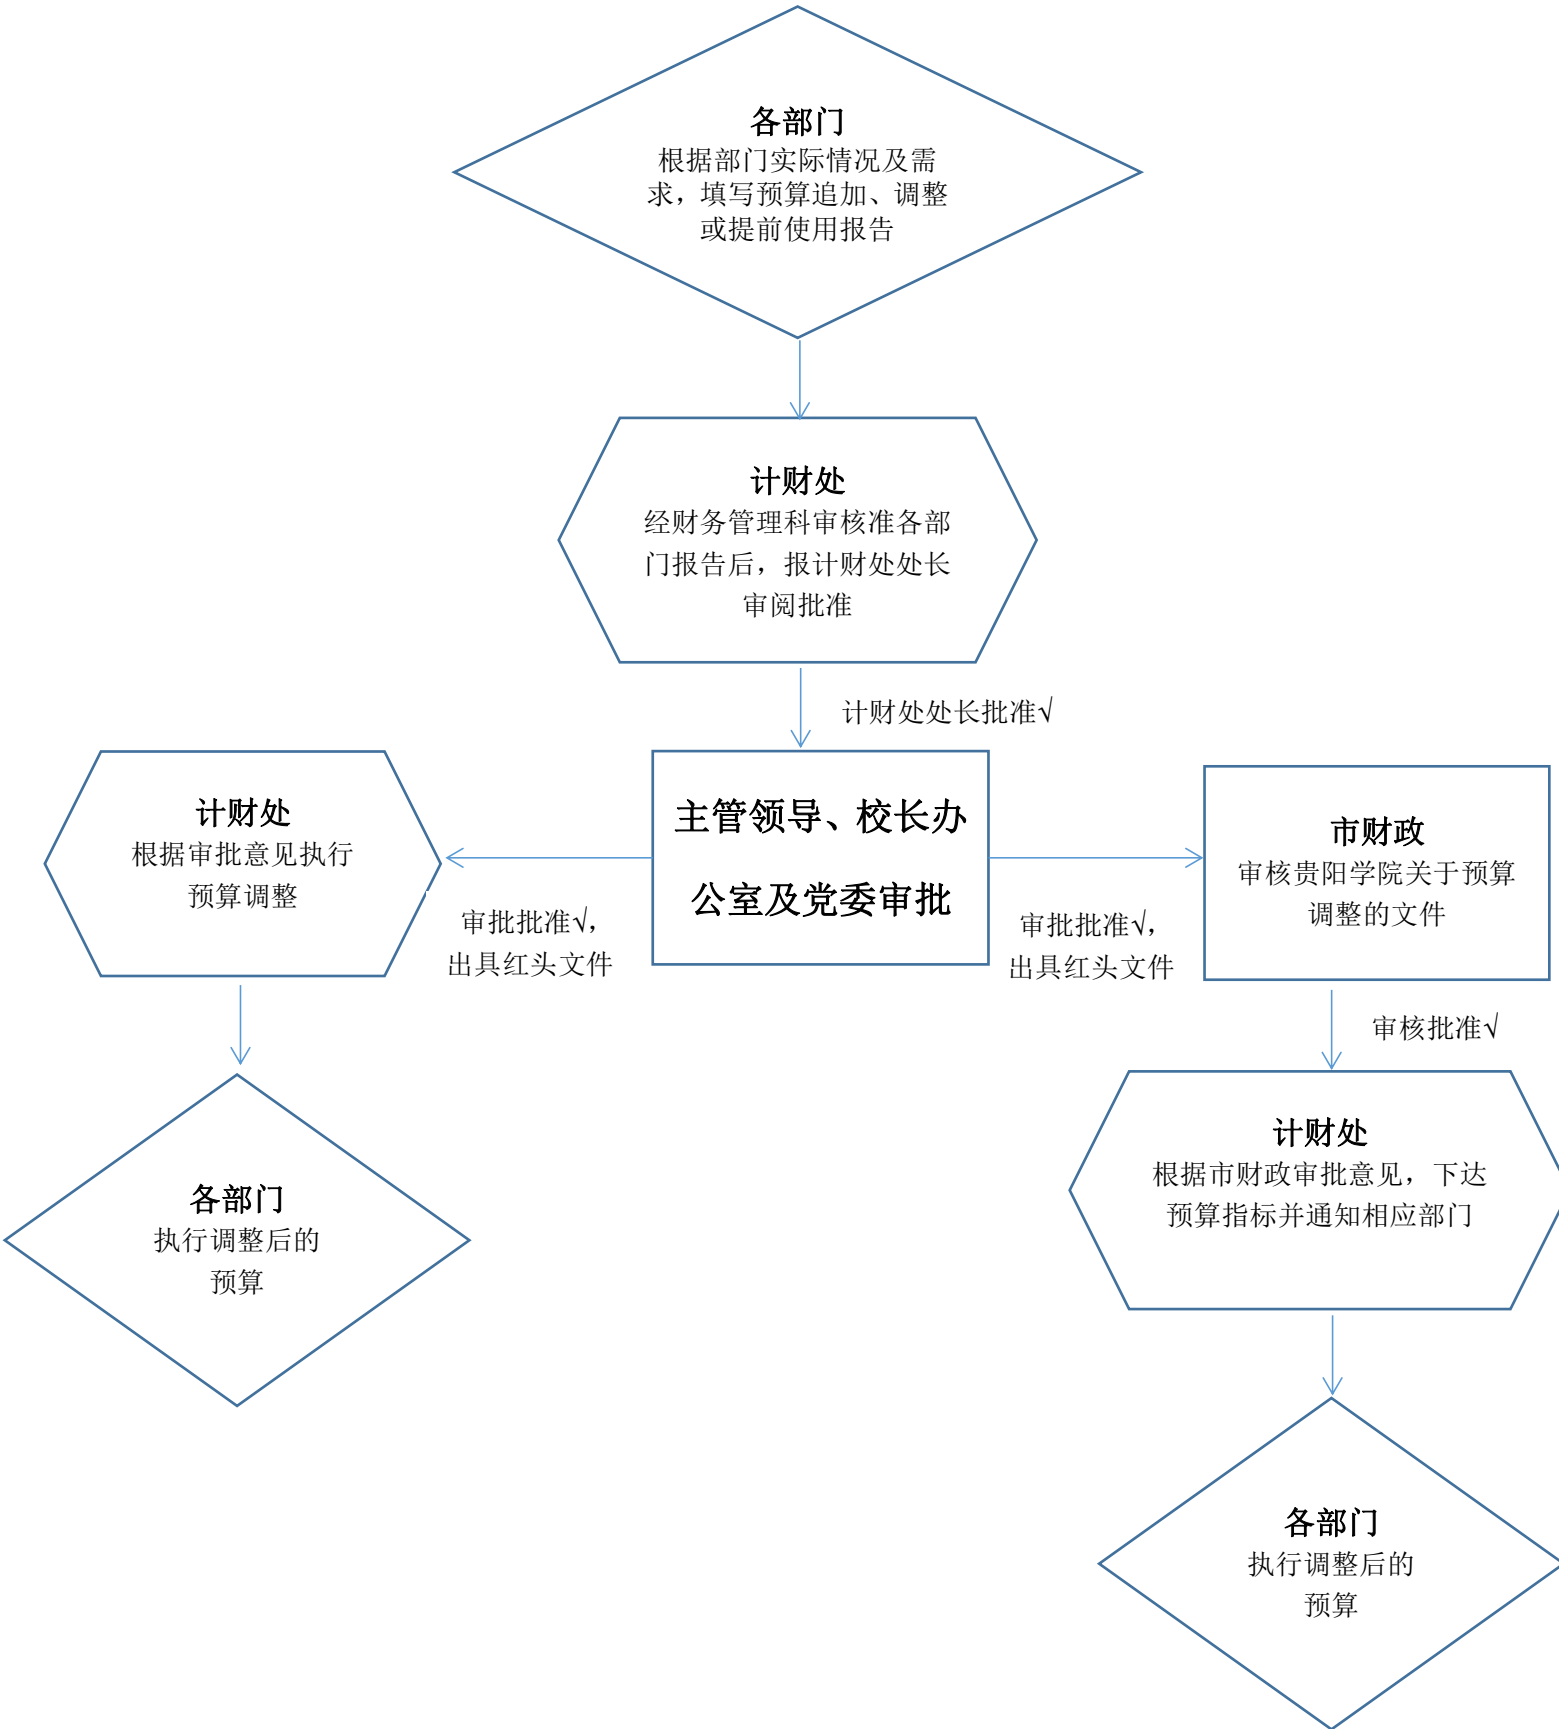 各部门
根据部门实际情况及需
求，填写预算追加、调整
或提前使用报告
计财处
经财务管理科审核准各部
门报告后，报计财处处长
审阅批准
计财处处长批准√
计财处
根据审批意见执行
预算调整
审批批准√，
出具红头文件
主管领导、校长办
公室及党委审批
审批批准√，
出具红头文件
市财政
审核贵阳学院关于预算
调整的文件
审核批准√
各部门
执行调整后的
预算
计财处
根据市财政审批意见，下达
预算指标并通知相应部门
各部门
执行调整后的
预算